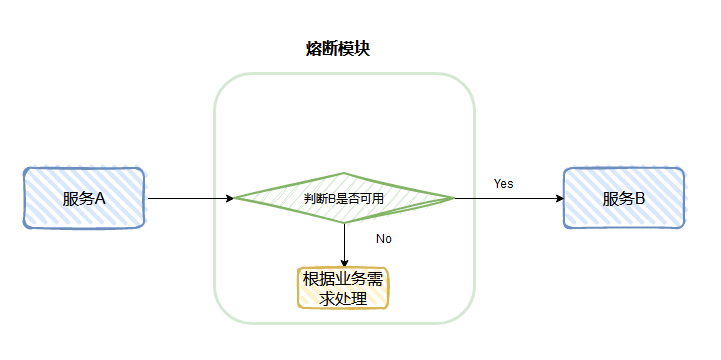 熔断模块
服务A
判断B是否可用
Yes
服务B
No
根据业务需
求处理